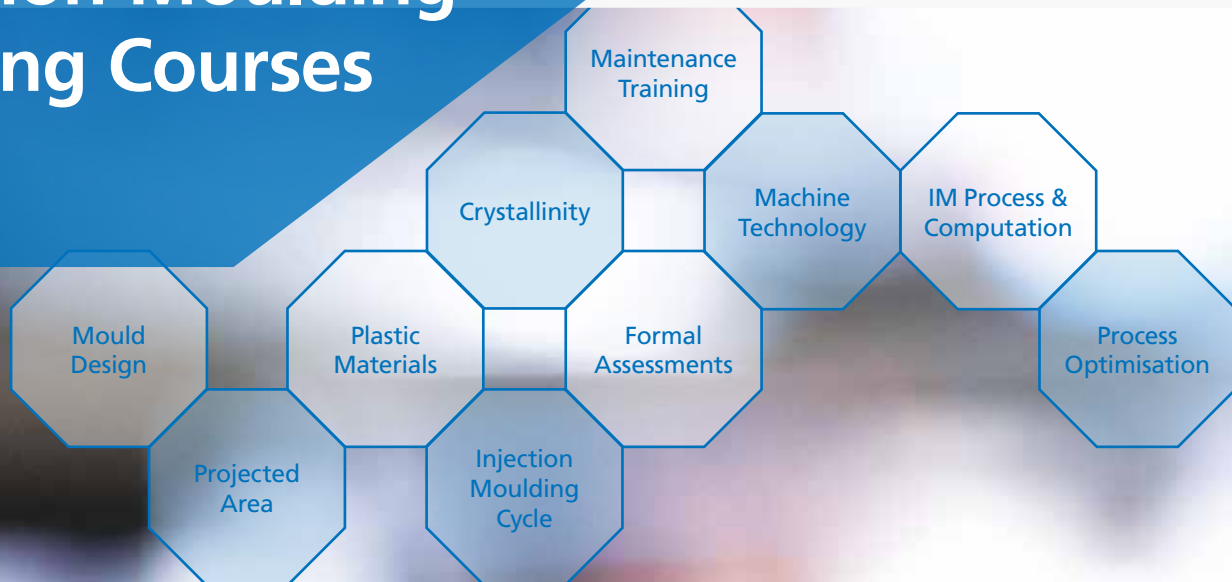 ng Courses
Maintenance
Training
Crystallinity
Machine
Technology
IM Process &
Computation
Mould
Design
Plastic
Materials
Formal
Assessments
Process
Optimisation
Projected
Area
Injection
Moulding
Cycle